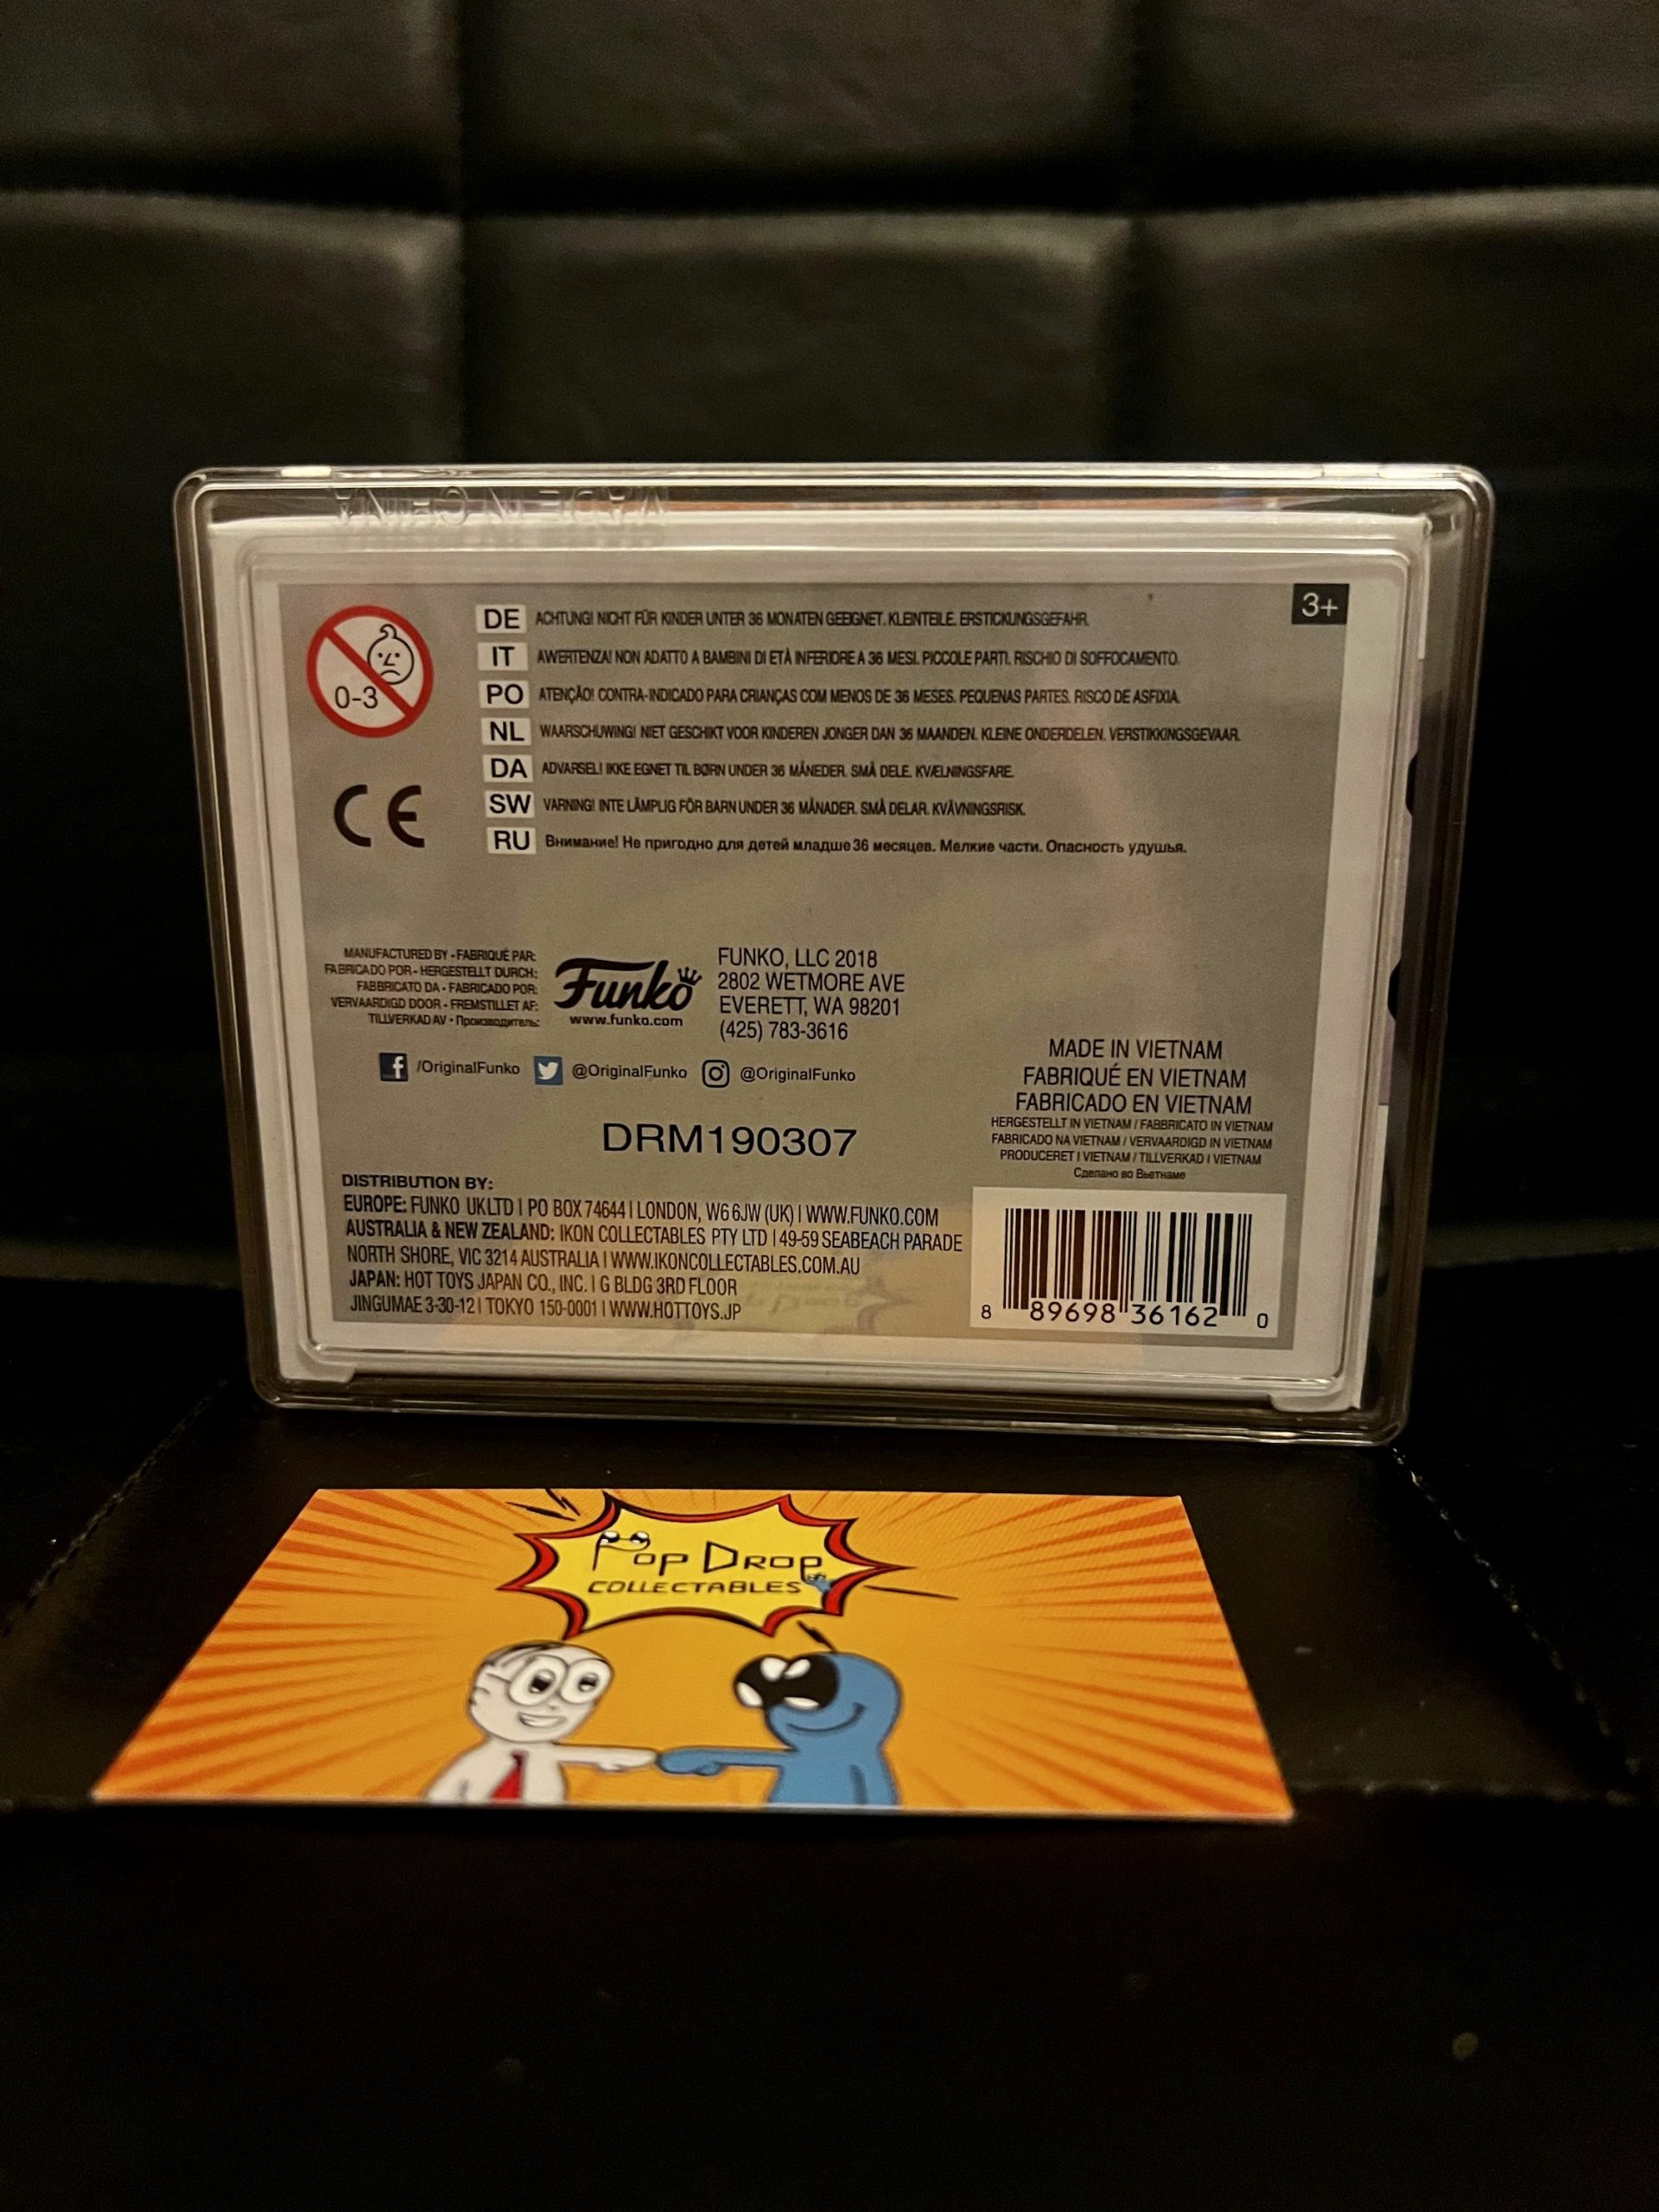 MADE IN CHINA
3+
0-3
DE ACHTUNG! NICHT FÜR KINDER UNTER 36 MONATEN GEEIGNET. KLEINTEILE. ERSTICKUNGSGEFAHR.
IT AWERTENZA! NON ADATTO A BAMBINI DI ETÀ INFERIORE A 36 MESI. PICCOLE PARTI. RISCHIO DI SOFFOCAMENTO.
PO ATENÇÃO! CONTRA-INDICADO PARA CRIANÇAS COM MENOS DE 36 MESES. PEQUENAS PARTES. RISCO DE ASFIXIA.
NL WAARSCHUWING! NIET GESCHIKT VOOR KINDEREN JONGER DAN 36 MAANDEN. KLEINE ONDERDELEN. VERSTIKKINGSGEVAAR.
DA ADVARSEL! IKKE EGNET TIL BØRN UNDER 36 MÅNEDER. SMÅ DELE. KVÆLNINGSFARE.
SW VARNING! INTE LÄMPLIG FÖR BARN UNDER 36 MÅNADER. SMÅ DELAR. KVÄVNINGSRISK.
RU Внимание! Не пригодно для детей младше 36 месяцев. Мелкие части. Опасность удушья.
CE
MANUFACTURED BY - FABRIQUÉ PAR:
FABRICADO POR - HERGESTELLT DURCH:
FABBRICATO DA - FABRICADO POR:
VERVAARDIGD DOOR - FREMSTILLET AF:
TILLVERKAD AV - Производитель:
Funko
www.funko.com
FUNKO, LLC 2018
2802 WETMORE AVE
EVERETT, WA 98201
(425) 783-3616
/OriginalFunko @OriginalFunko @OriginalFunko
DRM190307
MADE IN VIETNAM
FABRIQUÉ EN VIETNAM
FABRICADO EN VIETNAM
HERGESTELLT IN VIETNAM / FABBRICATO IN VIETNAM
FABRICADO NA VIETNAM / VERVAARDIGD IN VIETNAM
PRODUCERET I VIETNAM / TILLVERKAD I VIETNAM
Сделано во Вьетнаме
DISTRIBUTION BY:
EUROPE: FUNKO UK LTD | PO BOX 74644 | LONDON, W6 6JW (UK) | WWW.FUNKO.COM
AUSTRALIA & NEW ZEALAND: IKON COLLECTABLES PTY LTD | 49-59 SEABEACH PARADE
NORTH SHORE, VIC 3214 AUSTRALIA | WWW.IKONCOLLECTABLES.COM.AU
JAPAN: HOT TOYS JAPAN CO., INC. | G BLDG 3RD FLOOR
JINGUMAE 3-30-12 | TOKYO 150-0001 | WWW.HOTTOYS.JP
8 89698 36162 0
POP DROP
COLLECTABLES